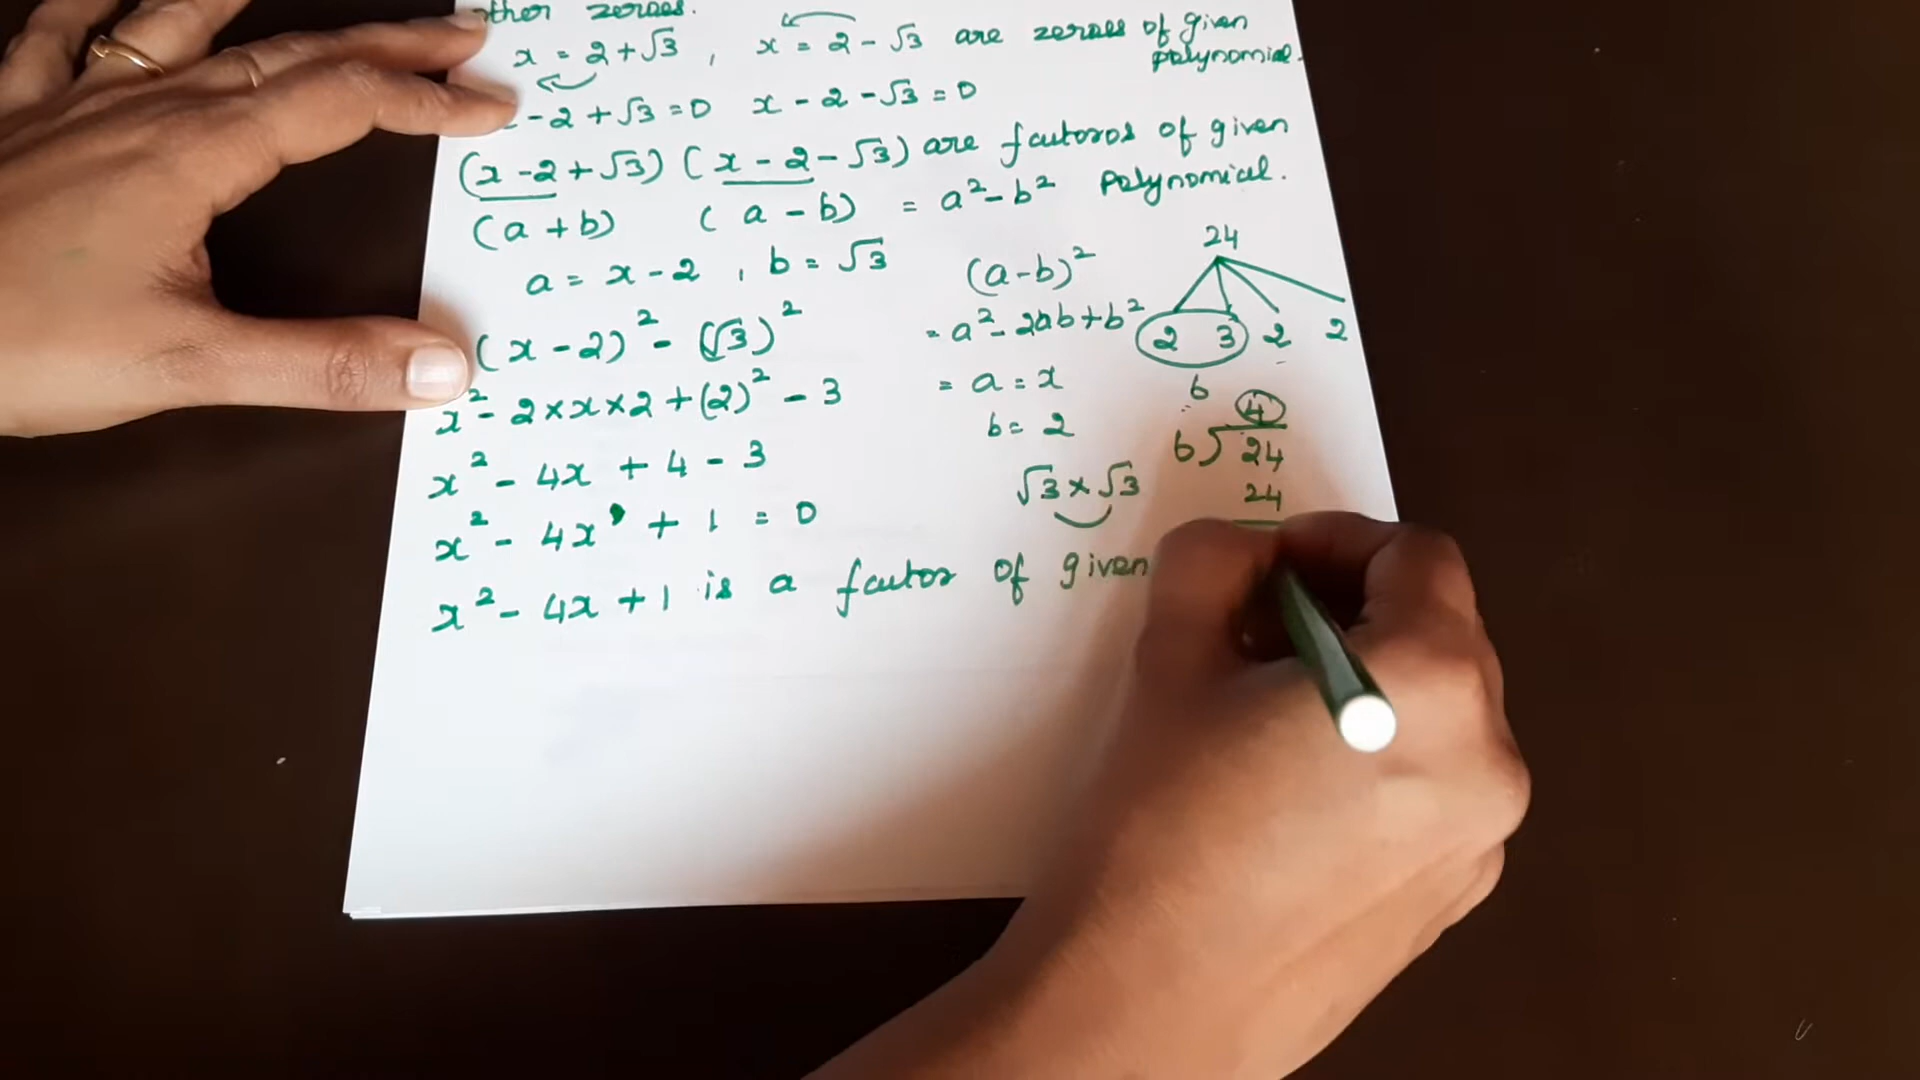 other zeroes.
x = 2 + √3 , x = 2 - √3 are zeroes of given
polynomial.
- 2 + √3 = 0 x - 2 - √3 = 0
(x - 2 + √3) (x - 2 - √3) are factors of given
Polynomial.
(a + b) ( a - b) = a² - b²
a = x - 2 , b = √3
(x - 2)² - (√3)²
x² - 2 × x × 2 + (2)² - 3
x² - 4x + 4 - 3
x² - 4x + 1 = 0
x² - 4x + 1 is a factor of given
(a-b)²
= a² - 2ab + b²
= a = x
b = 2
√3 × √3
24
2 3 2 2
6
4
6) 24
24